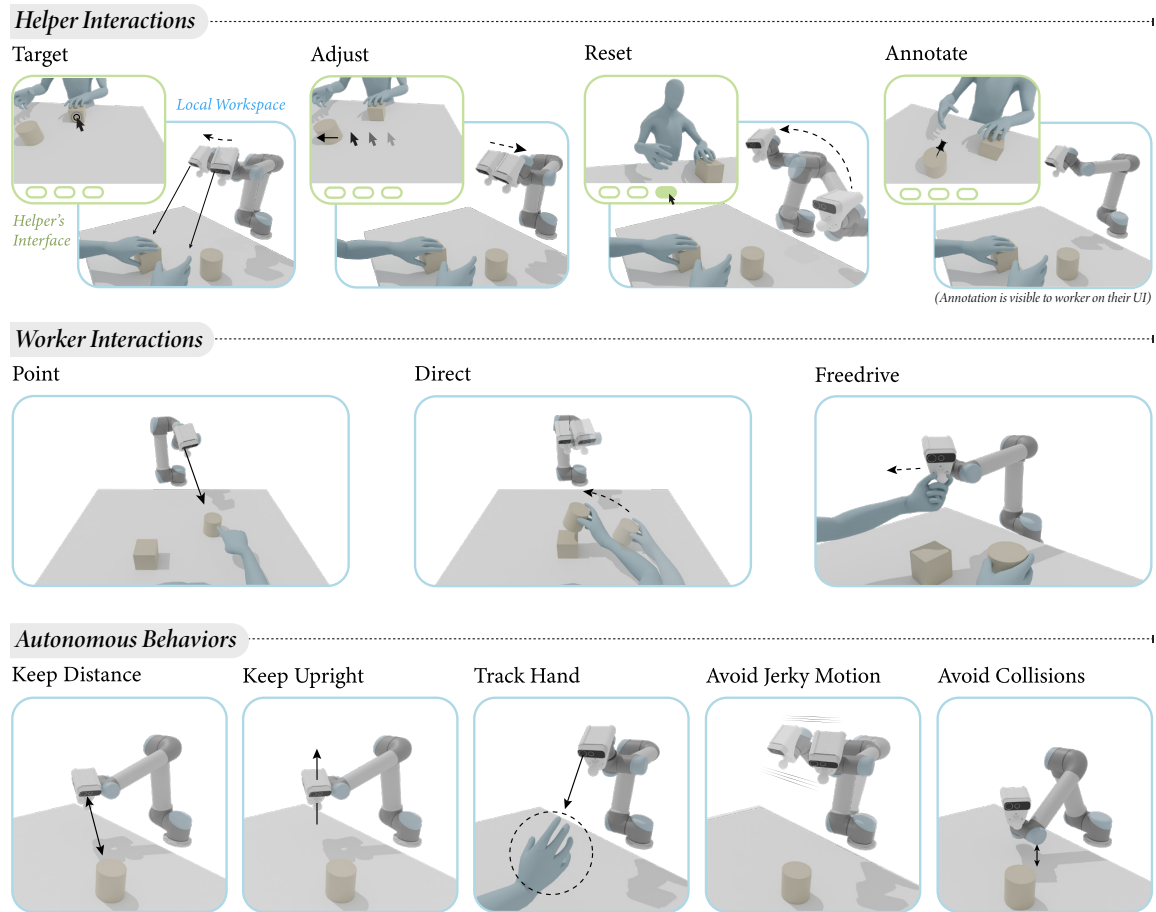 Helper Interactions
Target
Adjust
Reset
Annotate
Local Workspace
Helper's
Interface
(Annotation is visible to worker on their UI)
Worker Interactions
Point
Direct
Freedrive
Autonomous Behaviors
Keep Distance
Keep Upright
Track Hand
Avoid Jerky Motion
Avoid Collisions